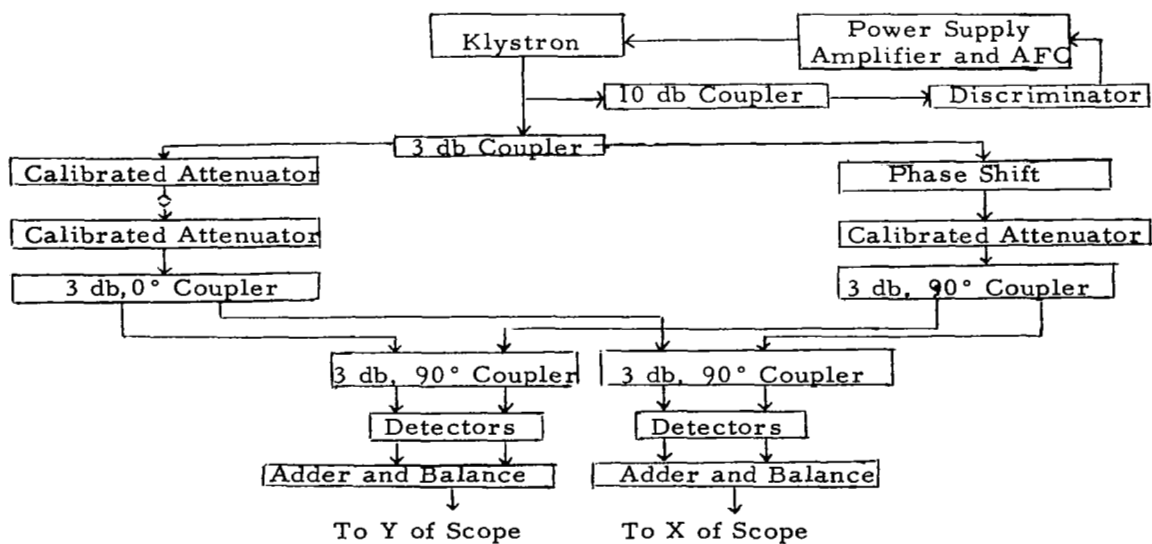 Klystron
Power Supply
Amplifier and AFC
10 db Coupler
Discriminator
3 db Coupler
Calibrated Attenuator
Phase Shift
Calibrated Attenuator
Calibrated Attenuator
3 db,0° Coupler
3 db, 90° Coupler
3 db, 90° Coupler
3 db, 90° Coupler
Detectors
Detectors
Adder and Balance
Adder and Balance
To Y of Scope
To X of Scope